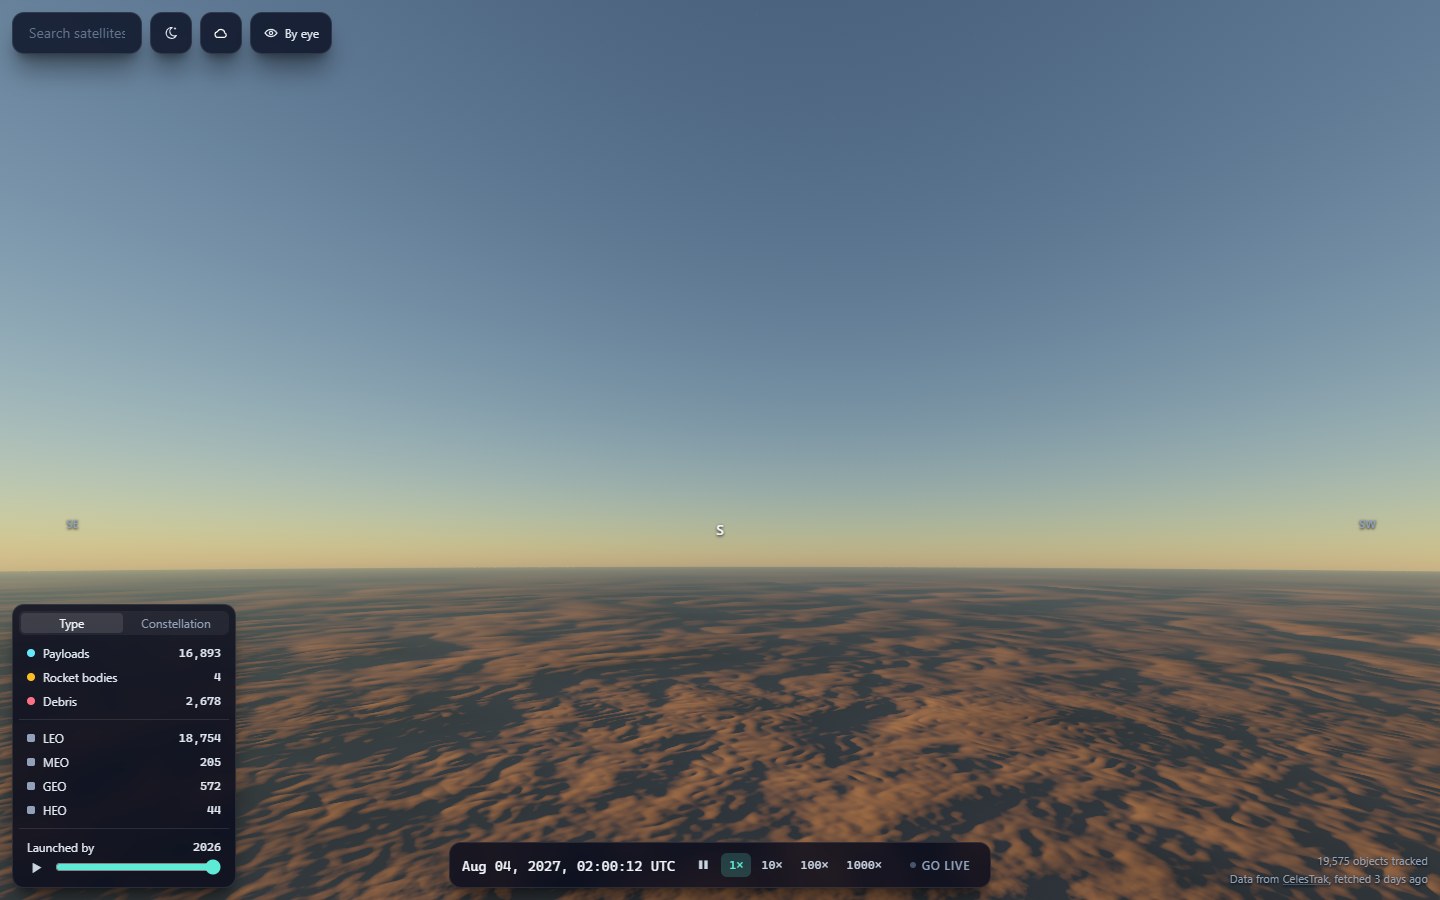 Search satellites
By eye
SE
S
SW
Type Constellation
Payloads 16,893
Rocket bodies 4
Debris 2,678
LEO 18,754
MEO 205
GEO 572
HEO 44
Launched by 2026
Aug 04, 2027, 02:00:12 UTC 1× 10× 100× 1000× GO LIVE
19,575 objects tracked
Data from CelesTrak, fetched 3 days ago